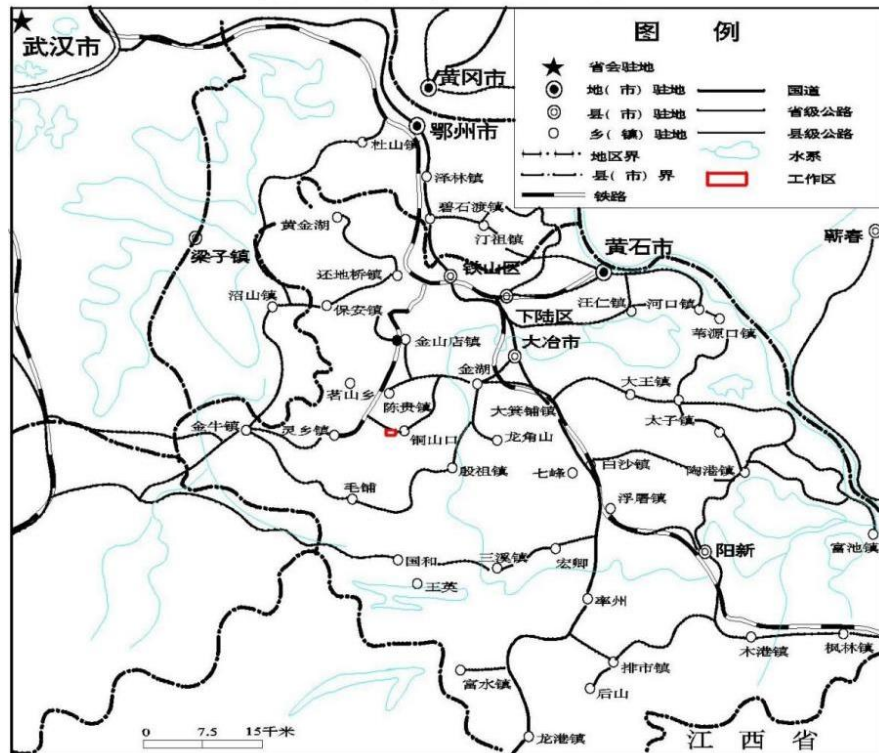 武汉市
黄冈市
鄂州市
杜山镇
泽林镇
碧石渡镇
汀祖镇
黄金湖
梁子镇
还地桥镇
铁山区
黄石市
蕲春
沼山镇
保安镇
下陆区
汪仁镇
河口镇
苇源口镇
金山店镇
大冶市
茗山乡
陈贵镇
金湖
大箕铺镇
大王镇
太子镇
金牛镇
灵乡镇
铜山口
龙角山
殷祖镇
七峰
白沙镇
陶港镇
毛铺
浮屠镇
阳新
富池镇
国和
三溪镇
宏卿
王英
率州
木港镇
枫林镇
富水镇
排市镇
后山
龙港镇
江西省
0 7.5 15千米
图 例
省会驻地
地(市)驻地
国道
县(市)驻地
省级公路
乡(镇)驻地
县级公路
地区界
水系
县(市)界
工作区
铁路